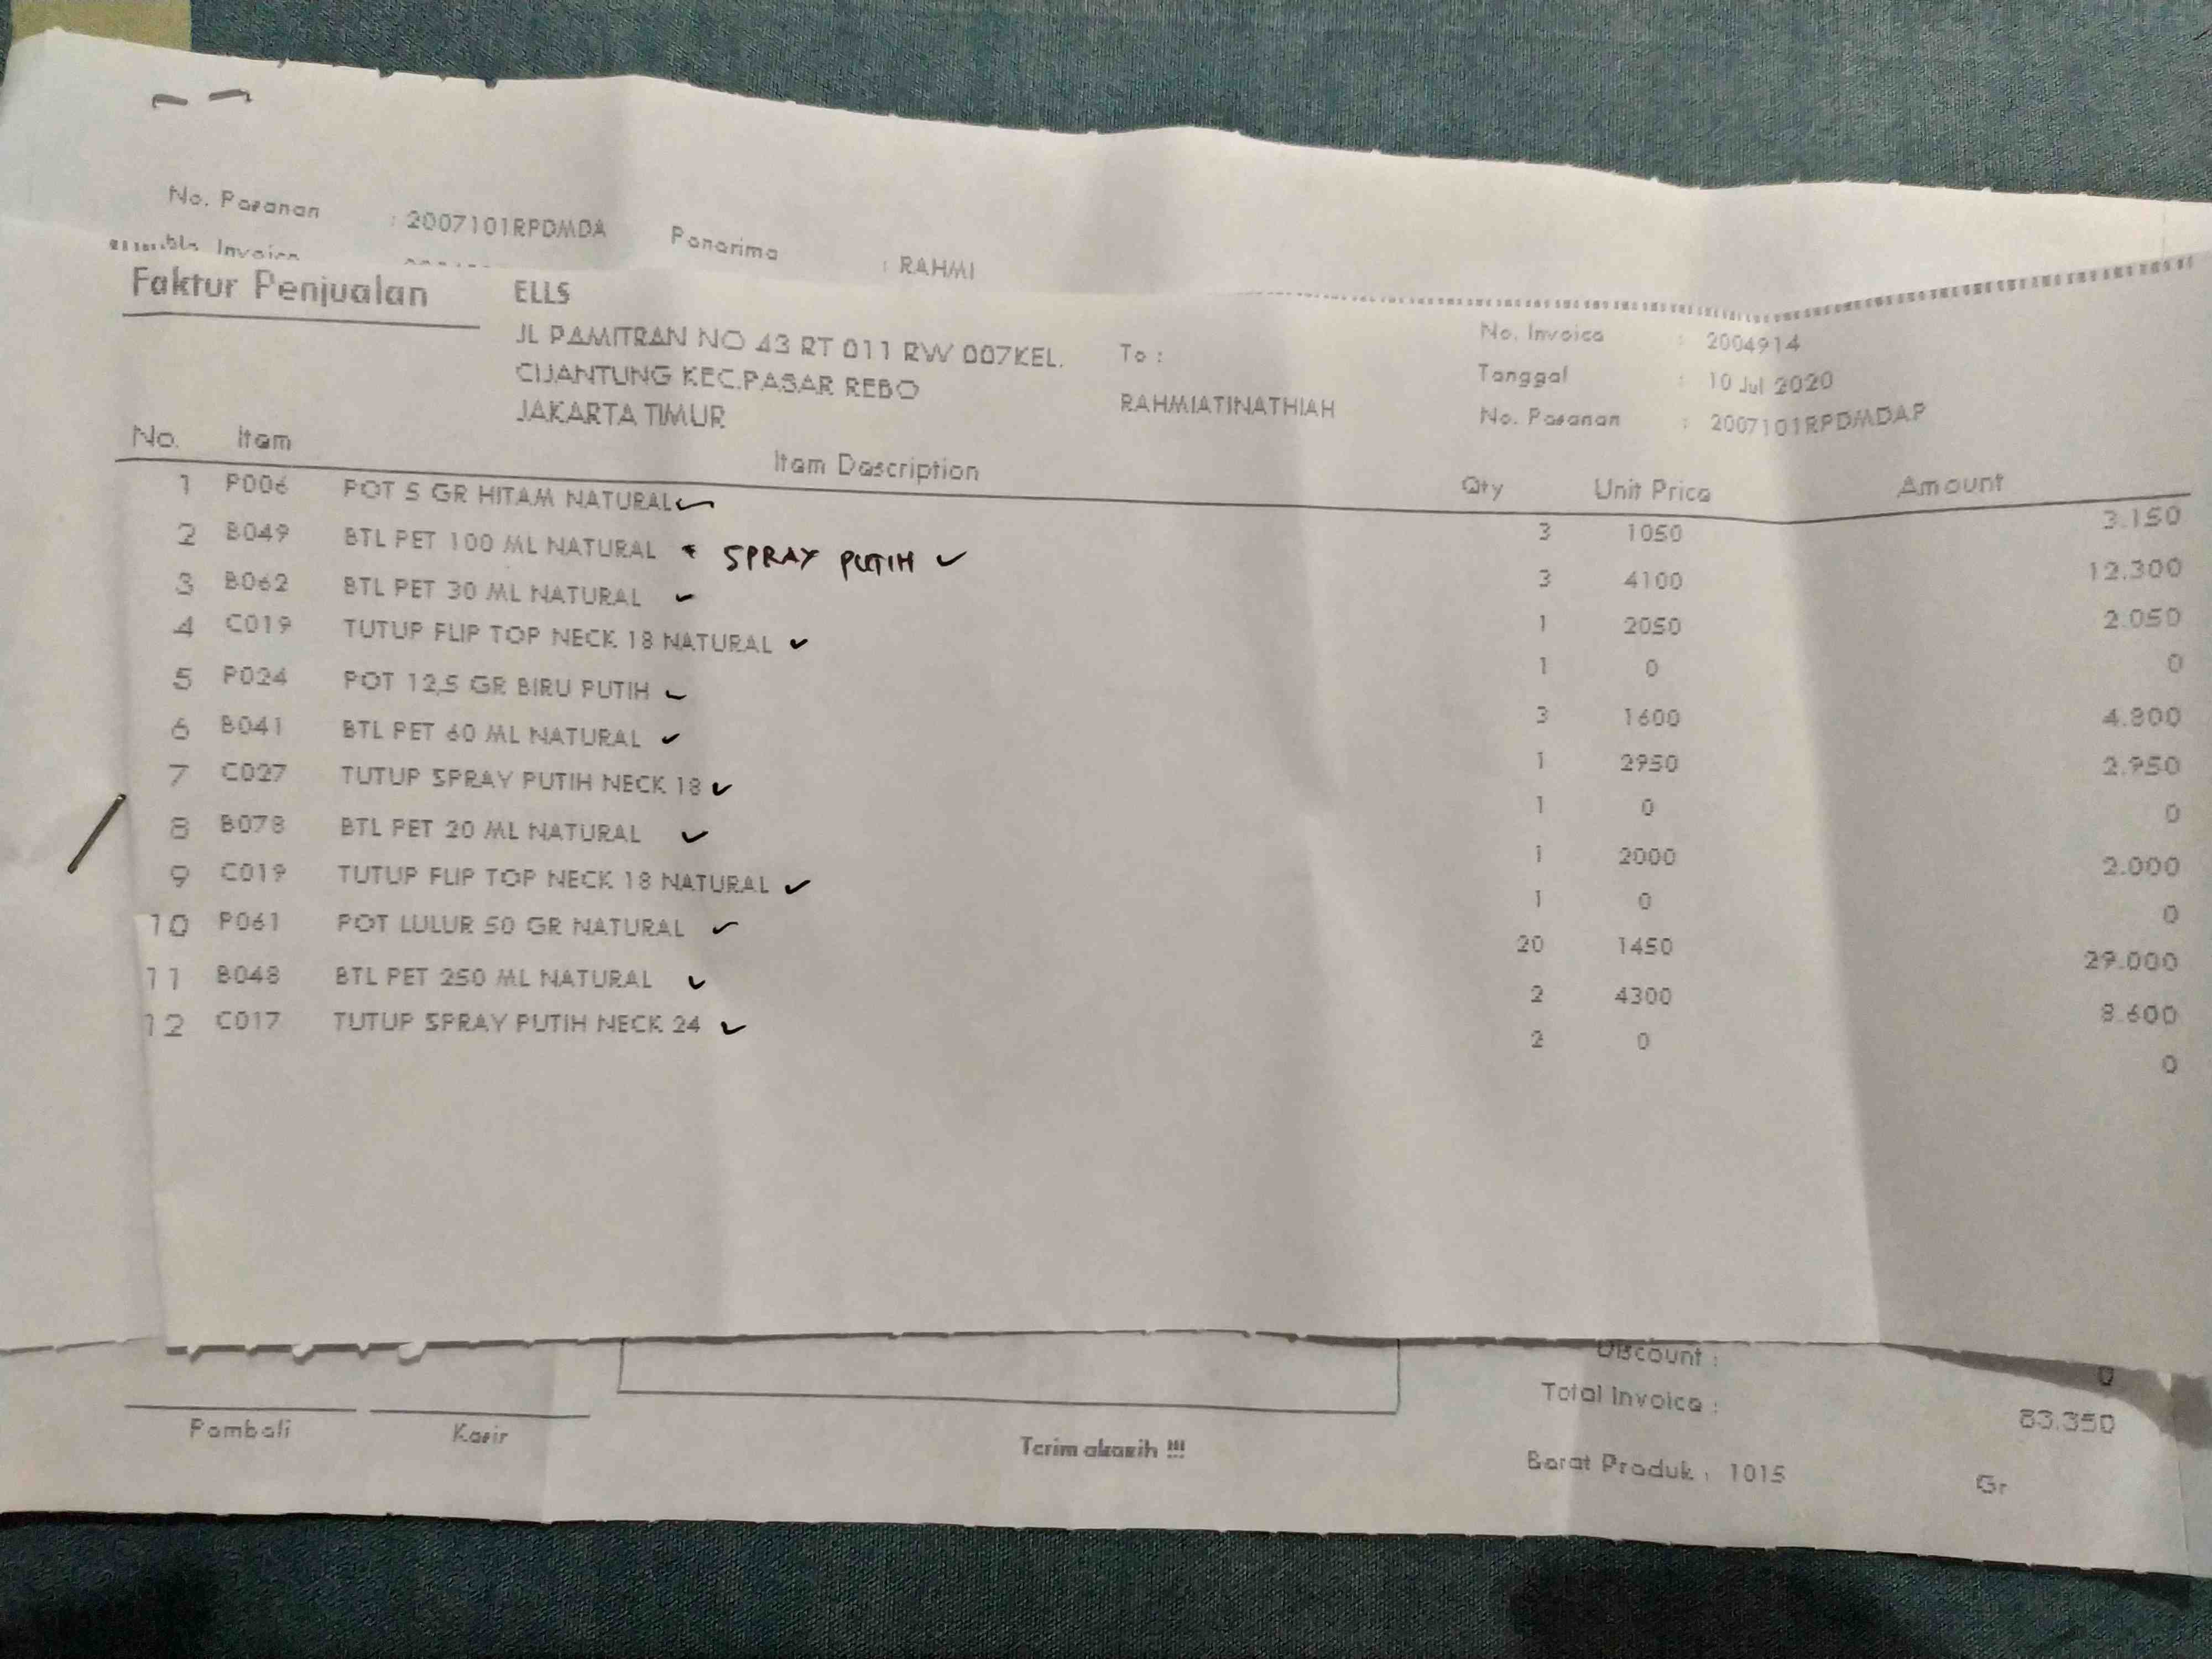 No. Pesanan : 2007101RPDMDA Penerima : RAHMI
Invoice
Faktur Penjualan ELLS
JL PAMITRAN NO 43 RT 011 RW 007KEL. To : No. Invoice : 2004914
CIJANTUNG KEC.PASAR REBO Tanggal : 10 Jul 2020
JAKARTA TIMUR RAHMIATINATHIAH No. Pesanan : 2007101RPDMDAP
No. Item Item Description Qty Unit Price Amount
1 P006 POT 5 GR HITAM NATURAL ✓ 3 1050 3.150
2 B049 BTL PET 100 ML NATURAL * SPRAY PUTIH ✓ 3 4100 12.300
3 B062 BTL PET 30 ML NATURAL ✓ 1 2050 2.050
4 C019 TUTUP FLIP TOP NECK 18 NATURAL ✓ 1 0 0
5 P024 POT 12,5 GR BIRU PUTIH ✓ 3 1600 4.800
6 B041 BTL PET 60 ML NATURAL ✓ 1 2950 2.950
7 C027 TUTUP SPRAY PUTIH NECK 18 ✓ 1 0 0
8 B078 BTL PET 20 ML NATURAL ✓ 1 2000 2.000
9 C019 TUTUP FLIP TOP NECK 18 NATURAL ✓ 1 0 0
10 P061 POT LULUR 50 GR NATURAL ✓ 20 1450 29.000
11 B048 BTL PET 250 ML NATURAL ✓ 2 4300 8.600
12 C017 TUTUP SPRAY PUTIH NECK 24 ✓ 2 0 0
Discount : 0
Total Invoice : 83.350
Pembeli Kasir Terim akasih !!! Berat Produk : 1015 Gr